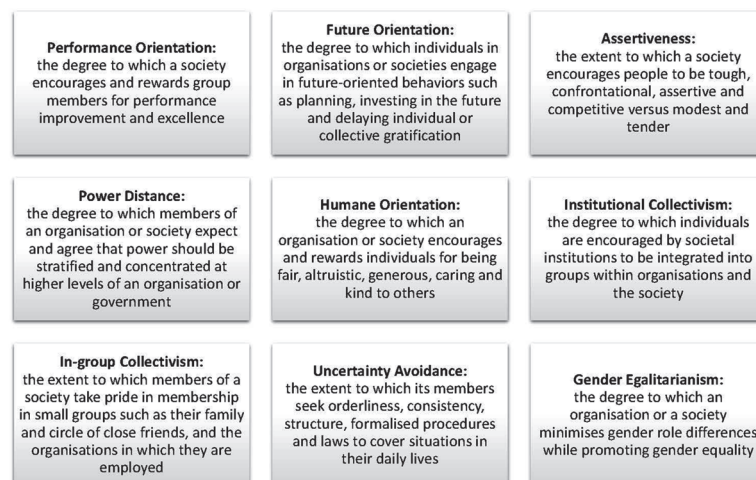 Performance Orientation:
the degree to which a society
encourages and rewards group
members for performance
improvement and excellence
Future Orientation:
the degree to which individuals in
organisations or societies engage
in future-oriented behaviors such
as planning, investing in the future
and delaying individual or
collective gratification
Assertiveness:
the extent to which a society
encourages people to be tough,
confrontational, assertive and
competitive versus modest and
tender
Power Distance:
the degree to which members of
an organisation or society expect
and agree that power should be
stratified and concentrated at
higher levels of an organisation or
government
Humane Orientation:
the degree to which an
organisation or society encourages
and rewards individuals for being
fair, altruistic, generous, caring and
kind to others
Institutional Collectivism:
the degree to which individuals
are encouraged by societal
institutions to be integrated into
groups within organisations and
the society
In-group Collectivism:
the extent to which members of a
society take pride in membership
in small groups such as their family
and circle of close friends, and the
organisations in which they are
employed
Uncertainty Avoidance:
the extent to which its members
seek orderliness, consistency,
structure, formalised procedures
and laws to cover situations in
their daily lives
Gender Egalitarianism:
the degree to which an
organisation or a society
minimises gender role differences
while promoting gender equality